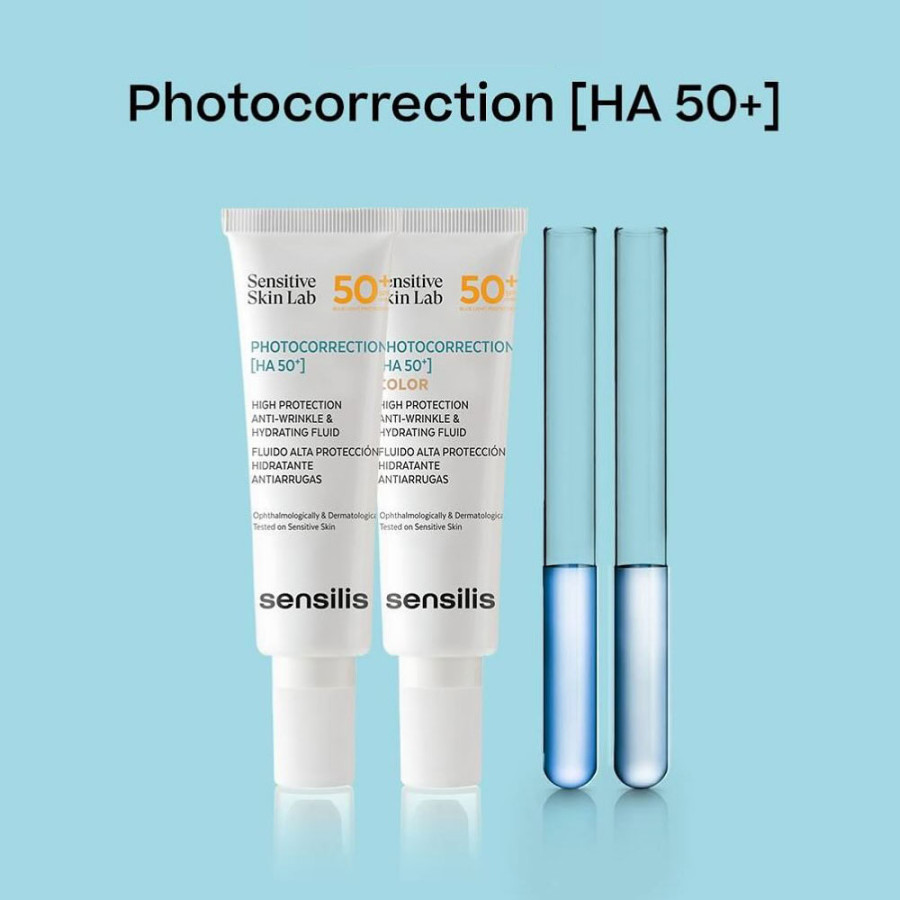 Photocorrection [HA 50+]
Sensitive
Skin Lab
50+
PHOTOCORRECTION
[HA 50+]
HIGH PROTECTION
ANTI-WRINKLE &
HYDRATING FLUID
FLUIDO ALTA PROTECCIÓN
HIDRATANTE
ANTIARRUGAS
Ophthalmologically & Dermatologica
Tested on Sensitive Skin
sensilis
ensitive
kin Lab
50+
HOTOCORRECTION
HA 50+]
COLOR
HIGH PROTECTION
ANTI-WRINKLE &
HYDRATING FLUID
FLUIDO ALTA PROTECCIÓN
HIDRATANTE
ANTIARRUGAS
Ophthalmologically & Dermatologica
Tested on Sensitive Skin
sensilis